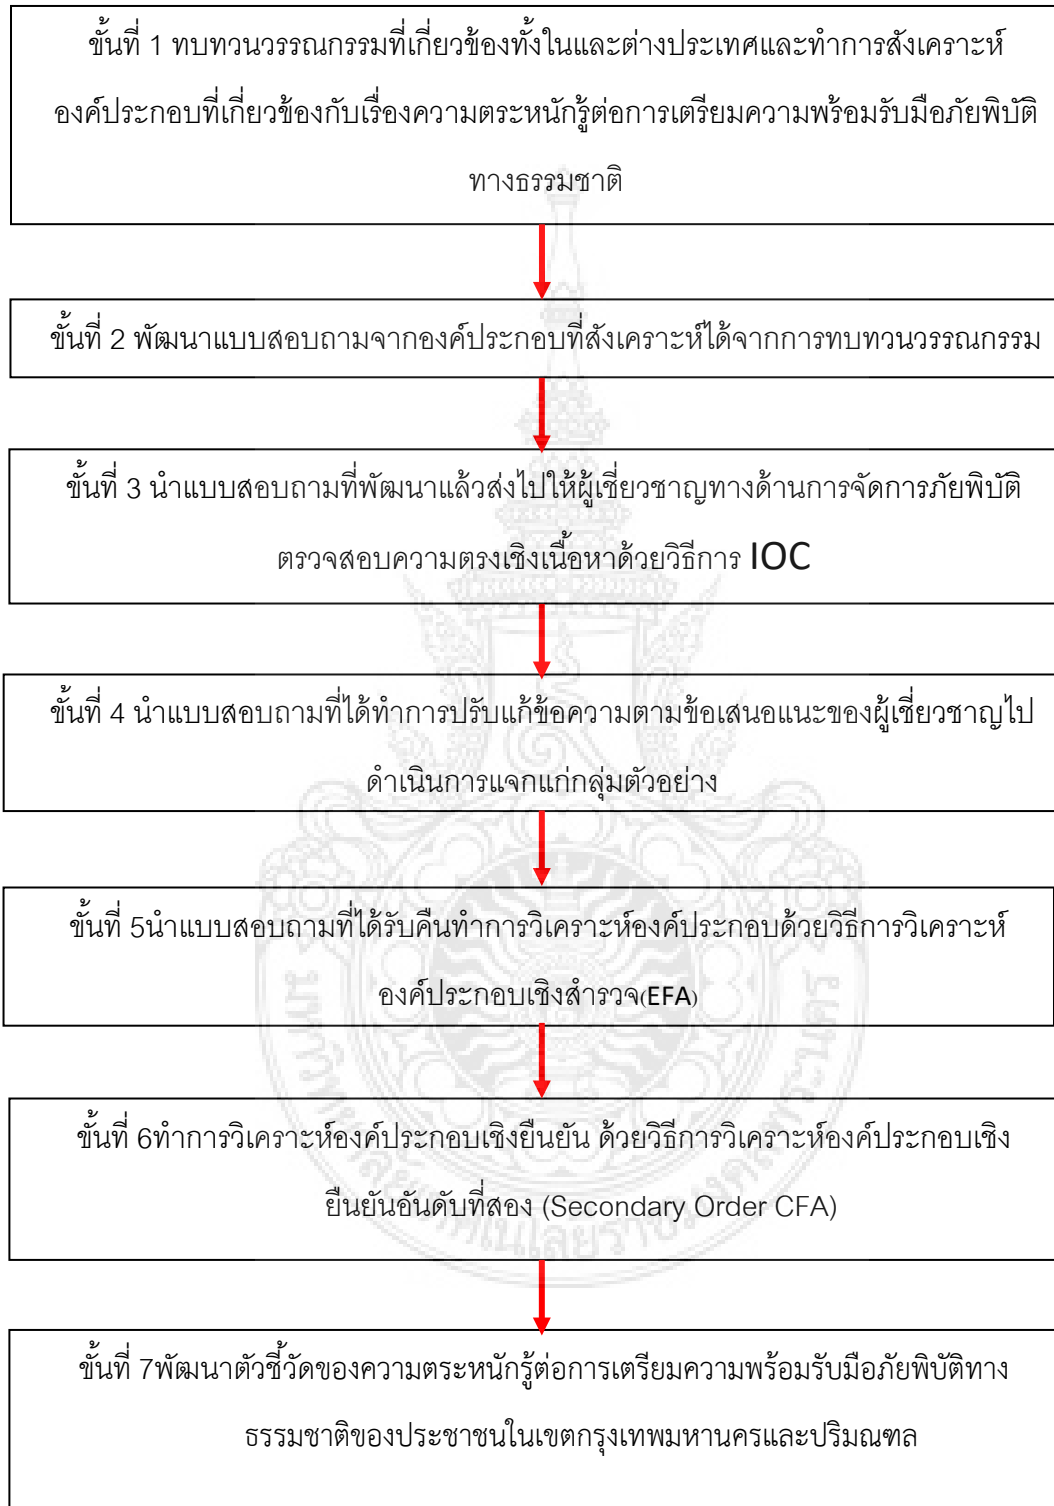 ขั้นที่ 1 ทบทวนวรรณกรรมที่เกี่ยวข้องทั้งในและต่างประเทศและทำการสังเคราะห์
องค์ประกอบที่เกี่ยวข้องกับเรื่องความตระหนักรู้ต่อการเตรียมความพร้อมรับมือภัยพิบัติ
ทางธรรมชาติ
ขั้นที่ 2 พัฒนาแบบสอบถามจากองค์ประกอบที่สังเคราะห์ได้จากการทบทวนวรรณกรรม
ขั้นที่ 3 นำแบบสอบถามที่พัฒนาแล้วส่งไปให้ผู้เชี่ยวชาญทางด้านการจัดการภัยพิบัติ
ตรวจสอบความตรงเชิงเนื้อหาด้วยวิธีการ IOC
ขั้นที่ 4 นำแบบสอบถามที่ได้ทำการปรับแก้ข้อความตามข้อเสนอแนะของผู้เชี่ยวชาญไป
ดำเนินการแจกแก่กลุ่มตัวอย่าง
ขั้นที่ 5นำแบบสอบถามที่ได้รับคืนทำการวิเคราะห์องค์ประกอบด้วยวิธีการวิเคราะห์
องค์ประกอบเชิงสำรวจ(EFA)
ขั้นที่ 6ทำการวิเคราะห์องค์ประกอบเชิงยืนยัน ด้วยวิธีการวิเคราะห์องค์ประกอบเชิง
ยืนยันอันดับที่สอง (Secondary Order CFA)
ขั้นที่ 7พัฒนาตัวชี้วัดของความตระหนักรู้ต่อการเตรียมความพร้อมรับมือภัยพิบัติทาง
ธรรมชาติของประชาชนในเขตกรุงเทพมหานครและปริมณฑล
มหาวิทยาลัยเทคโนโลยีราชมงคลพระนคร